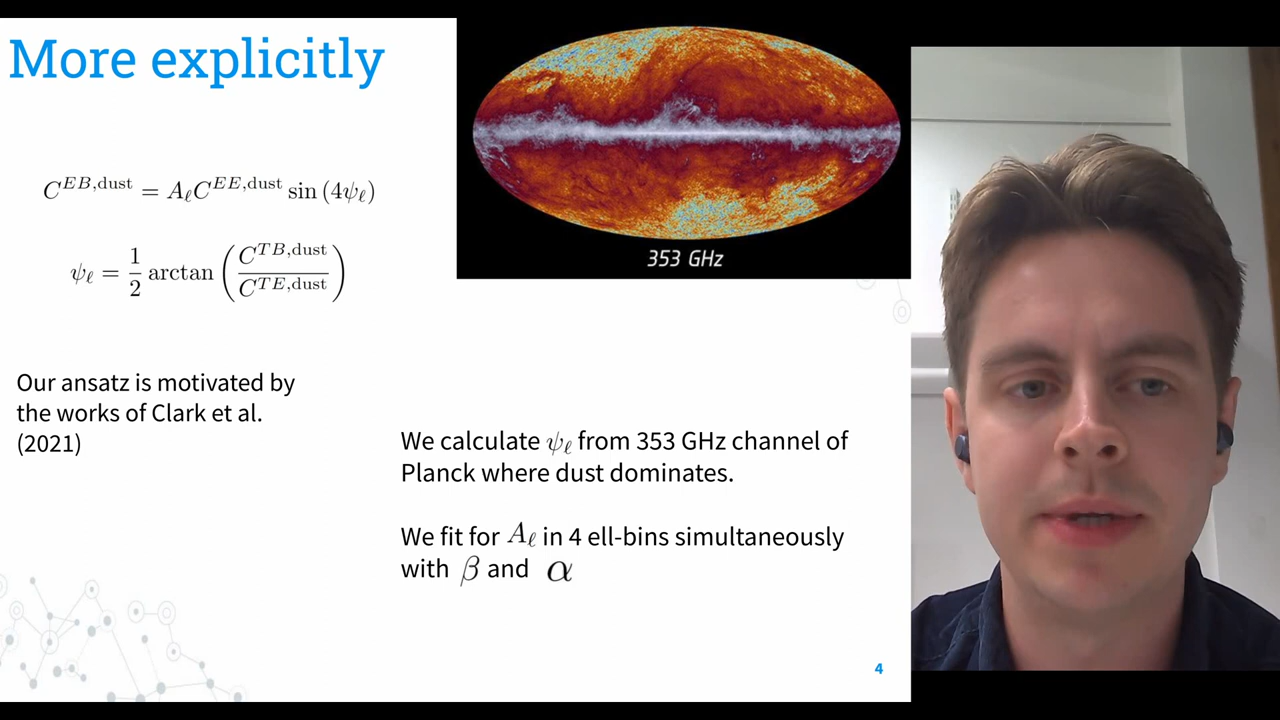 More explicitly
C^{EB,dust} = A_ℓ C^{EE,dust} sin (4ψ_ℓ)
ψ_ℓ = 1/2 arctan (C^{TB,dust} / C^{TE,dust})
353 GHz
Our ansatz is motivated by
the works of Clark et al.
(2021)
We calculate ψ_ℓ from 353 GHz channel of
Planck where dust dominates.
We fit for A_ℓ in 4 ell-bins simultaneously
with β and α
4